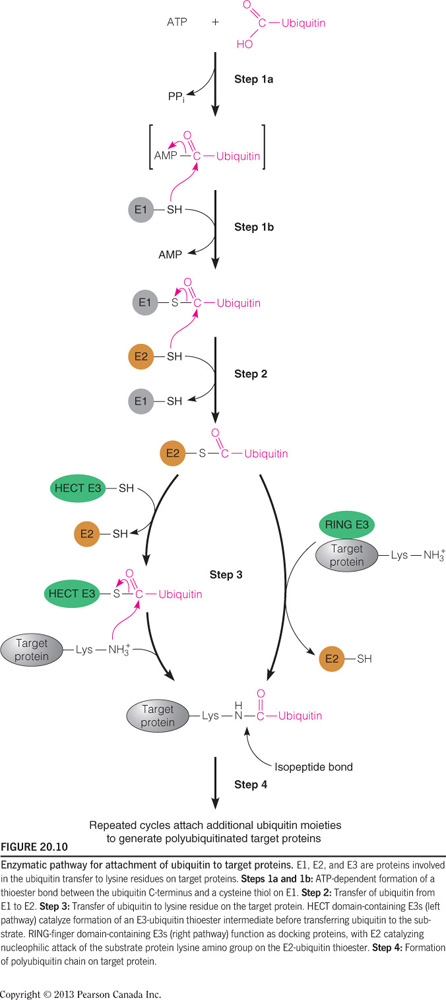 ATP + O C Ubiquitin
HO
Step 1a
PPi
O
AMP C Ubiquitin
E1 SH
Step 1b
AMP
O
E1 S C Ubiquitin
E2 SH
Step 2
E1 SH
O
E2 S C Ubiquitin
HECT E3 SH
E2 SH
RING E3
Target
protein Lys NH3+
Step 3
O
HECT E3 S C Ubiquitin
Target
protein Lys NH3+
E2 SH
H O
Target
protein Lys N C Ubiquitin
Isopeptide bond
Step 4
Repeated cycles attach additional ubiquitin moieties
to generate polyubiquitinated target proteins
FIGURE 20.10
Enzymatic pathway for attachment of ubiquitin to target proteins. E1, E2, and E3 are proteins involved
in the ubiquitin transfer to lysine residues on target proteins. Steps 1a and 1b: ATP-dependent formation of a
thioester bond between the ubiquitin C-terminus and a cysteine thiol on E1. Step 2: Transfer of ubiquitin from
E1 to E2. Step 3: Transfer of ubiquitin to lysine residue on the target protein. HECT domain-containing E3s (left
pathway) catalyze formation of an E3-ubiquitin thioester intermediate before transferring ubiquitin to the sub-
strate. RING-finger domain-containing E3s (right pathway) function as docking proteins, with E2 catalyzing
nucleophilic attack of the substrate protein lysine amino group on the E2-ubiquitin thioester. Step 4: Formation
of polyubiquitin chain on target protein.
Copyright © 2013 Pearson Canada Inc.